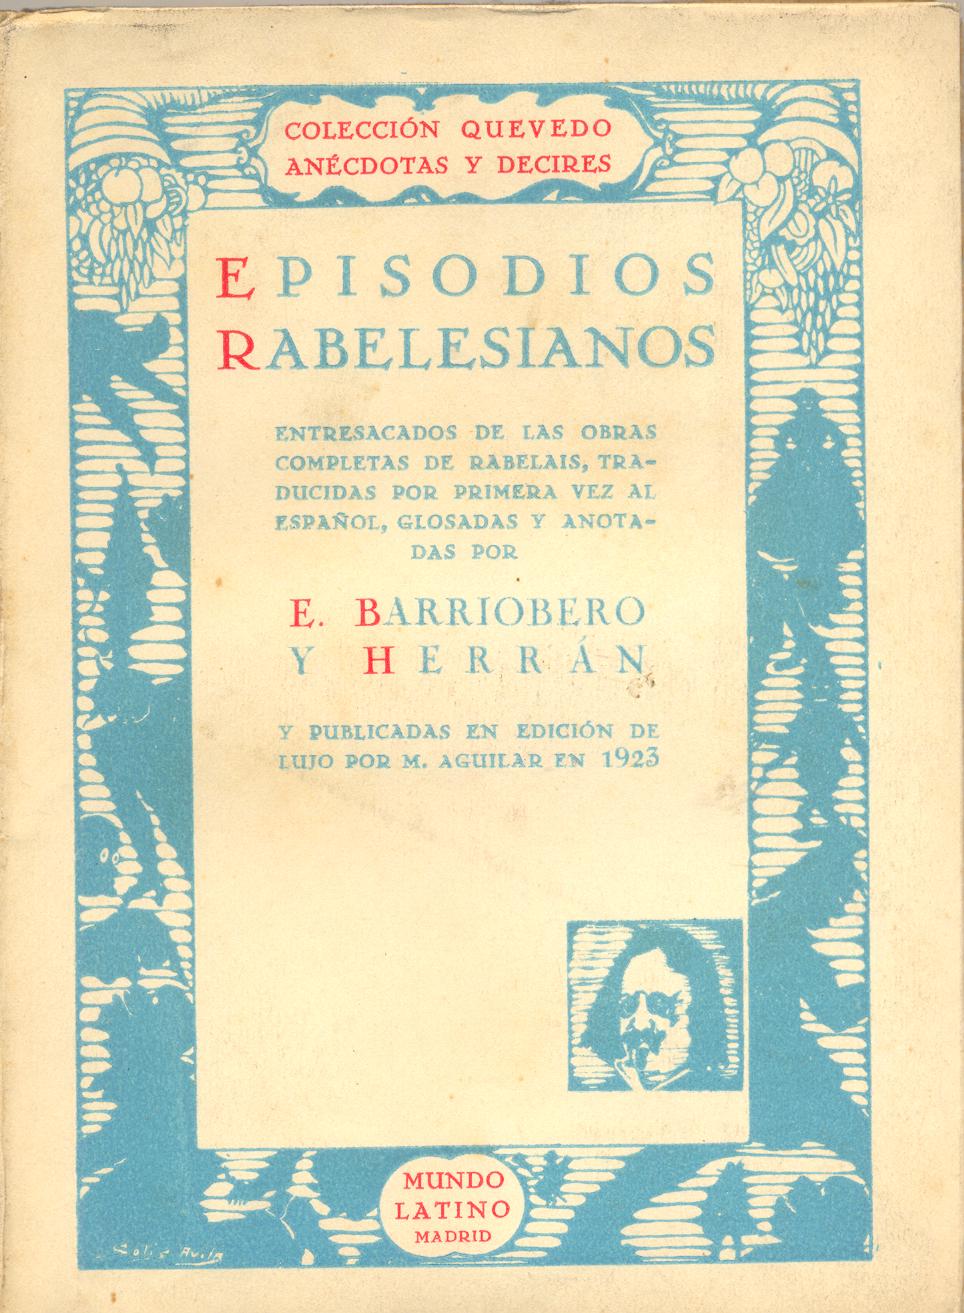 COLECCIÓN QUEVEDO
ANÉCDOTAS Y DECIRES
EPISODIOS
RABELESIANOS
ENTRESACADOS DE LAS OBRAS
COMPLETAS DE RABELAIS, TRA-
DUCIDAS POR PRIMERA VEZ AL
ESPAÑOL, GLOSADAS Y ANOTA-
DAS POR
E. BARRIOBERO
Y HERRÁN
Y PUBLICADAS EN EDICIÓN DE
LUJO POR M. AGUILAR EN 1923
MUNDO
LATINO
MADRID
Solis Avila